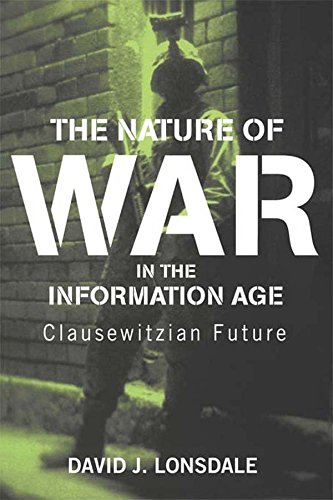 THE NATURE OF
WAR
IN THE
INFORMATION AGE
Clausewitzian Future
DAVID J. LONSDALE